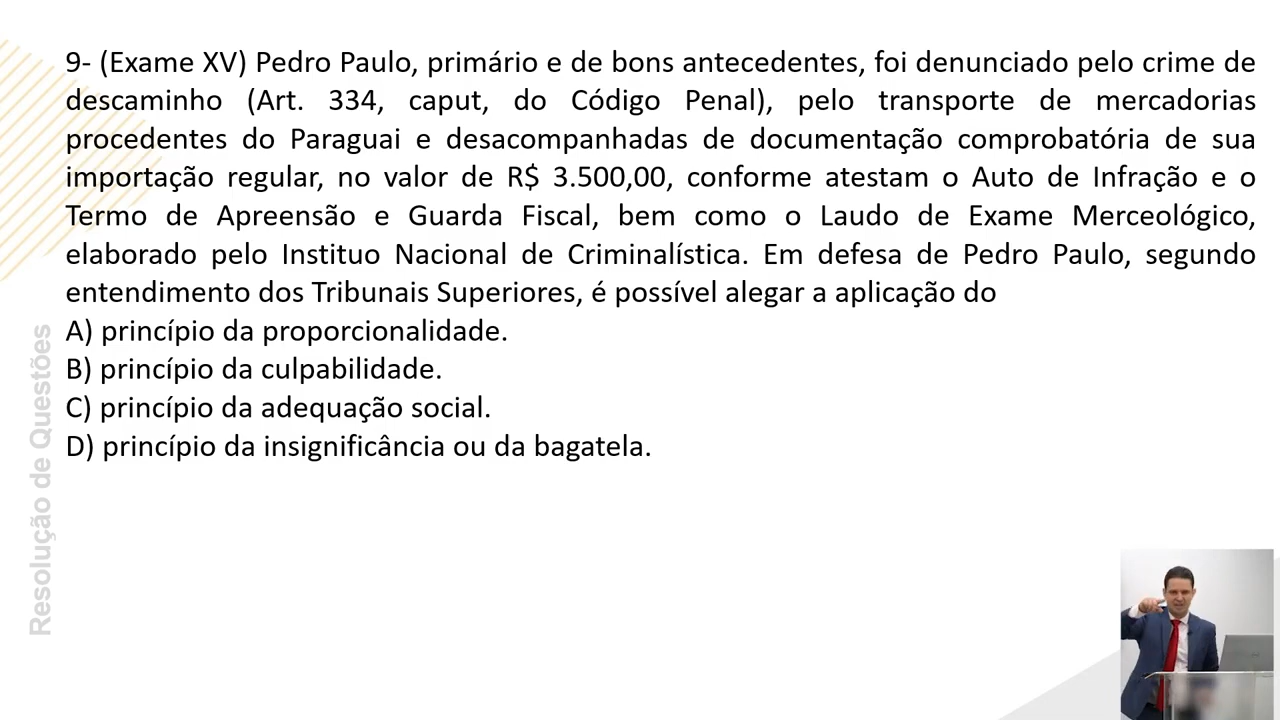 9- (Exame XV) Pedro Paulo, primário e de bons antecedentes, foi denunciado pelo crime de
descaminho (Art. 334, caput, do Código Penal), pelo transporte de mercadorias
procedentes do Paraguai e desacompanhadas de documentação comprobatória de sua
importação regular, no valor de R$ 3.500,00, conforme atestam o Auto de Infração e o
Termo de Apreensão e Guarda Fiscal, bem como o Laudo de Exame Merceológico,
elaborado pelo Instituo Nacional de Criminalística. Em defesa de Pedro Paulo, segundo
entendimento dos Tribunais Superiores, é possível alegar a aplicação do
A) princípio da proporcionalidade.
B) princípio da culpabilidade.
C) princípio da adequação social.
D) princípio da insignificância ou da bagatela.
Resolução de Questões